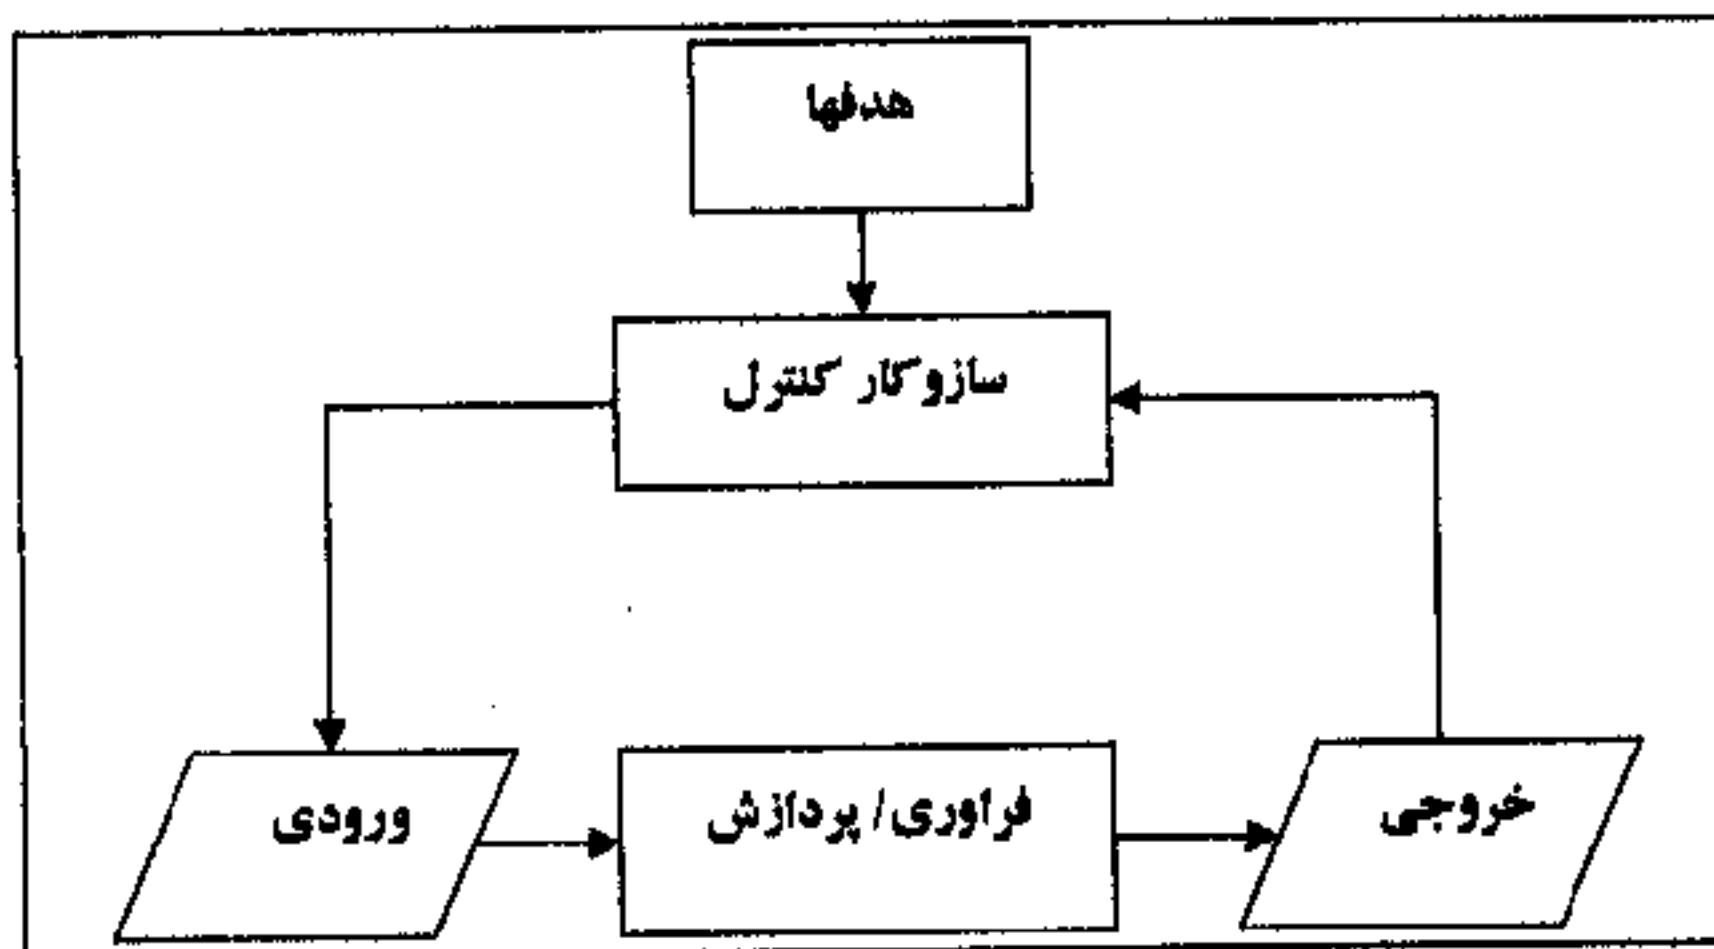 هدفها
سازوکار کنترل
ورودی
فراوری/ پردازش
خروجی